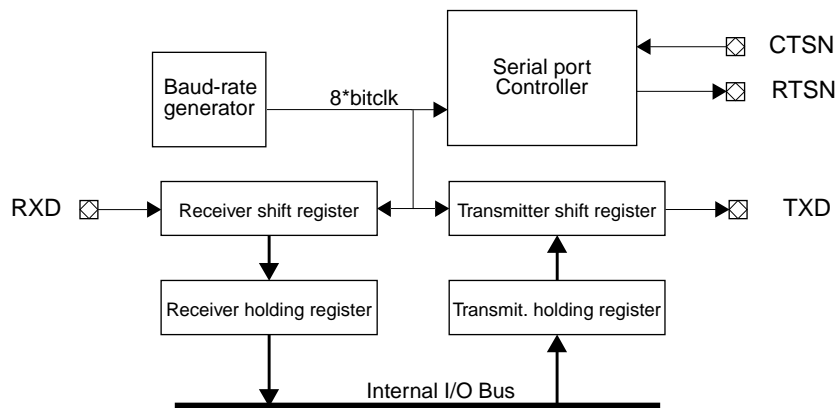 CTSN
Serial port
Controller
Baud-rate
generator
8*bitclk
RTSN
RXD
Receiver shift register
Transmitter shift register
TXD
Receiver holding register
Transmit. holding register
Internal I/O Bus